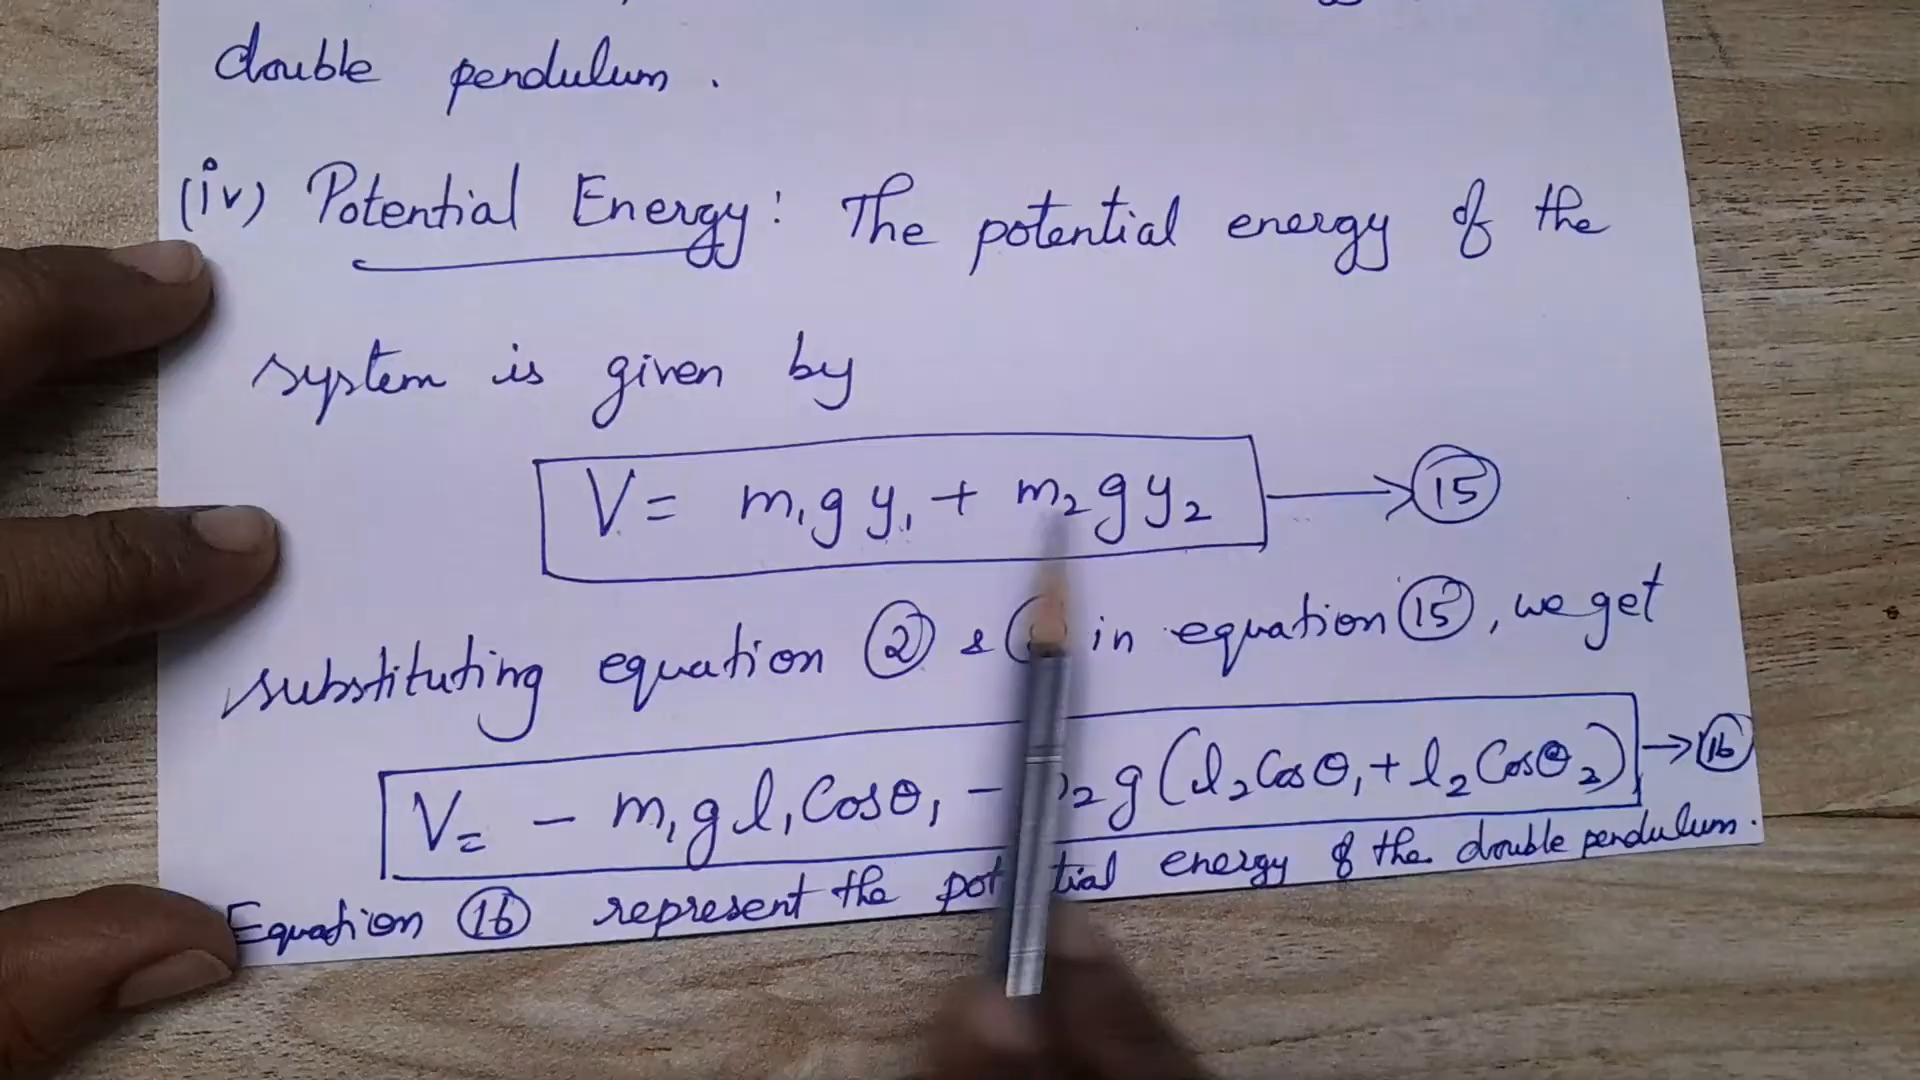 double pendulum.
(iv) Potential Energy: The potential energy of the
system is given by
V = m₁gy₁ + m₂gy₂ → (15)
substituting equation (2) & in equation (15), we get
V = - m₁gl₁Cosθ₁ - ₂g(l₂Cosθ₁ + l₂Cosθ₂) → (16)
Equation (16) represent the potential energy of the double pendulum.